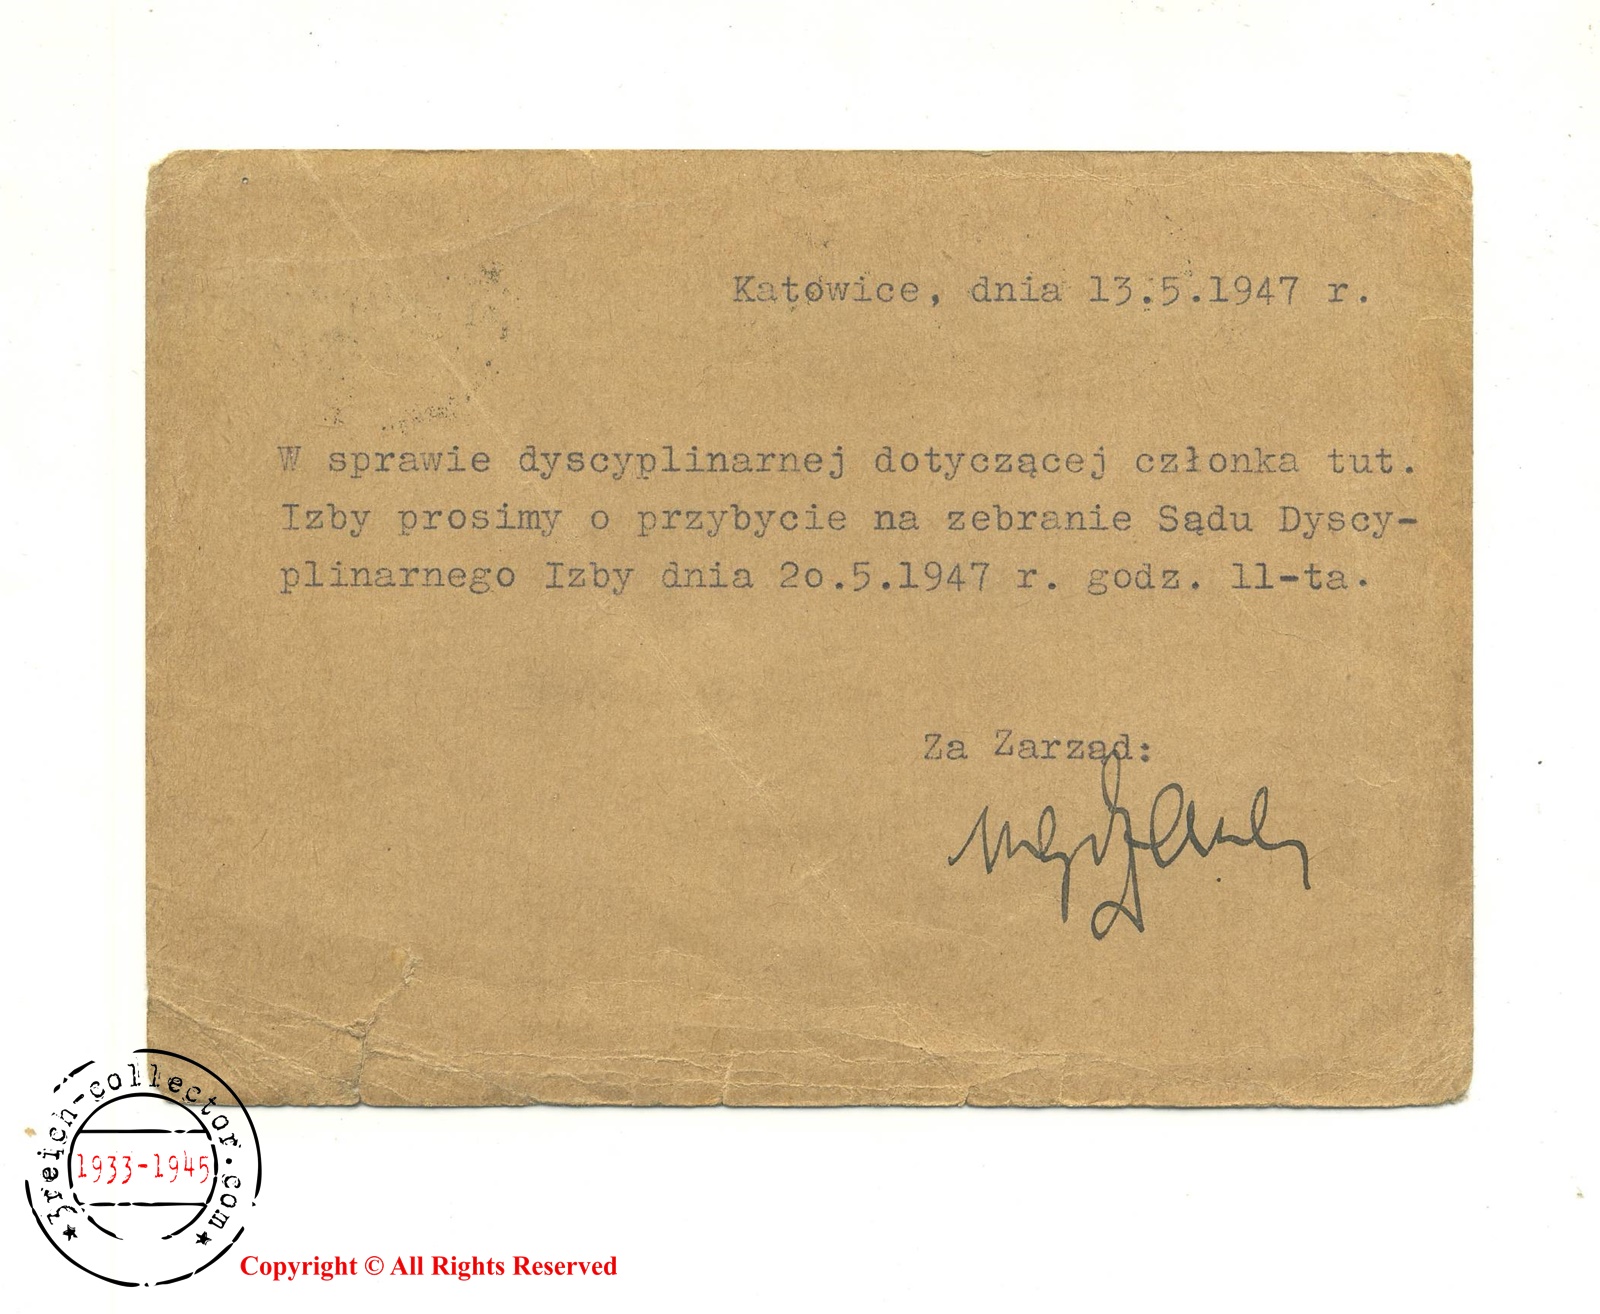 Katowice, dnia 13.5.1947 r.
W sprawie dyscyplinarnej dotyczącej członka tut.
Izby prosimy o przybycie na zebranie Sądu Dyscy-
plinarnego Izby dnia 2o.5.1947 r. godz. 11-ta.
Za Zarząd:
3reich-collector.com
1933-1945
Copyright © All Rights Reserved